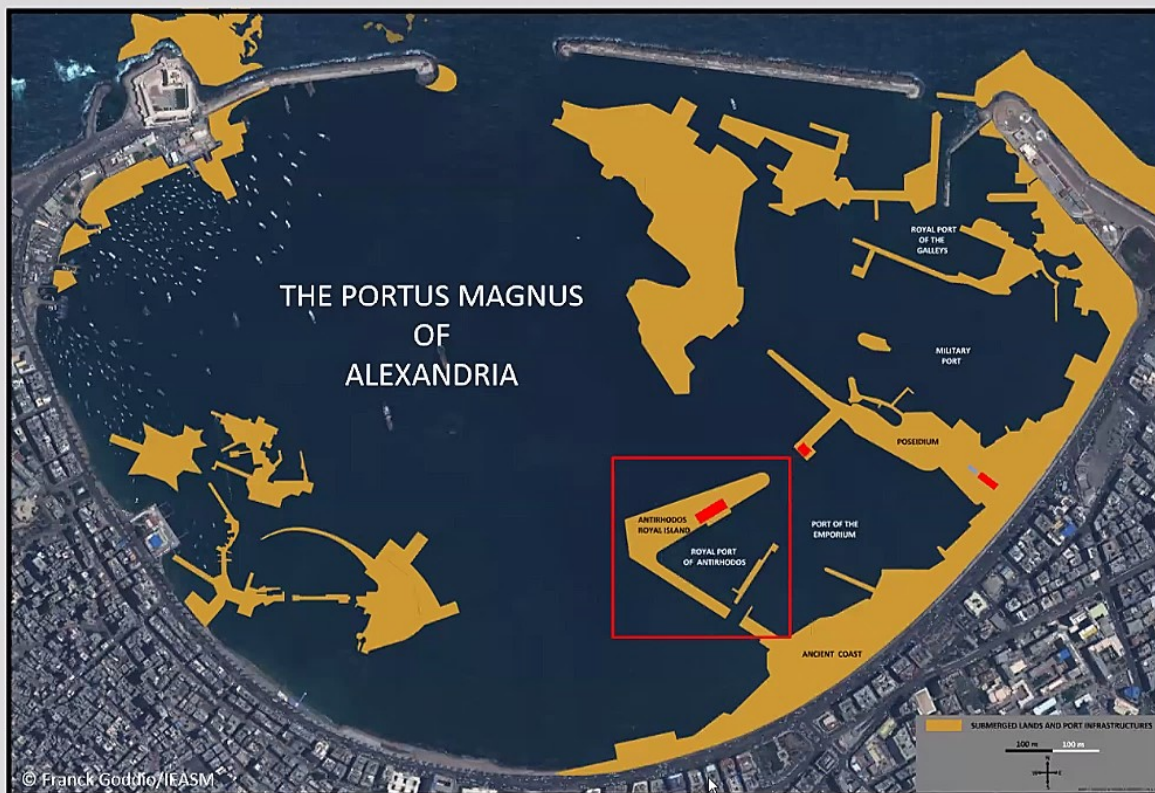 THE PORTUS MAGNUS
OF
ALEXANDRIA
ROYAL PORT
OF THE
GALLEYS
MILITARY
PORT
POSEIDIUM
ANTIRHODOS
ROYAL ISLAND
ROYAL PORT
OF ANTIRHODOS
PORT OF THE
EMPORIUM
ANCIENT COAST
SUBMERGED LANDS AND PORT INFRASTRUCTURES
100 m 100 m
N
W E
S
© Franck Goddio/IEASM